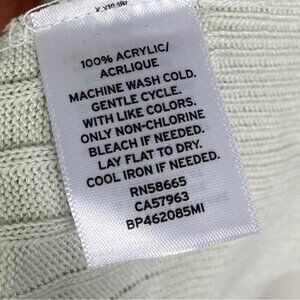 100% ACRYLIC/
ACRLIQUE
MACHINE WASH COLD.
GENTLE CYCLE.
WITH LIKE COLORS.
ONLY NON-CHLORINE
BLEACH IF NEEDED.
LAY FLAT TO DRY.
COOL IRON IF NEEDED.
RN58665
CA57963
BP462085MI